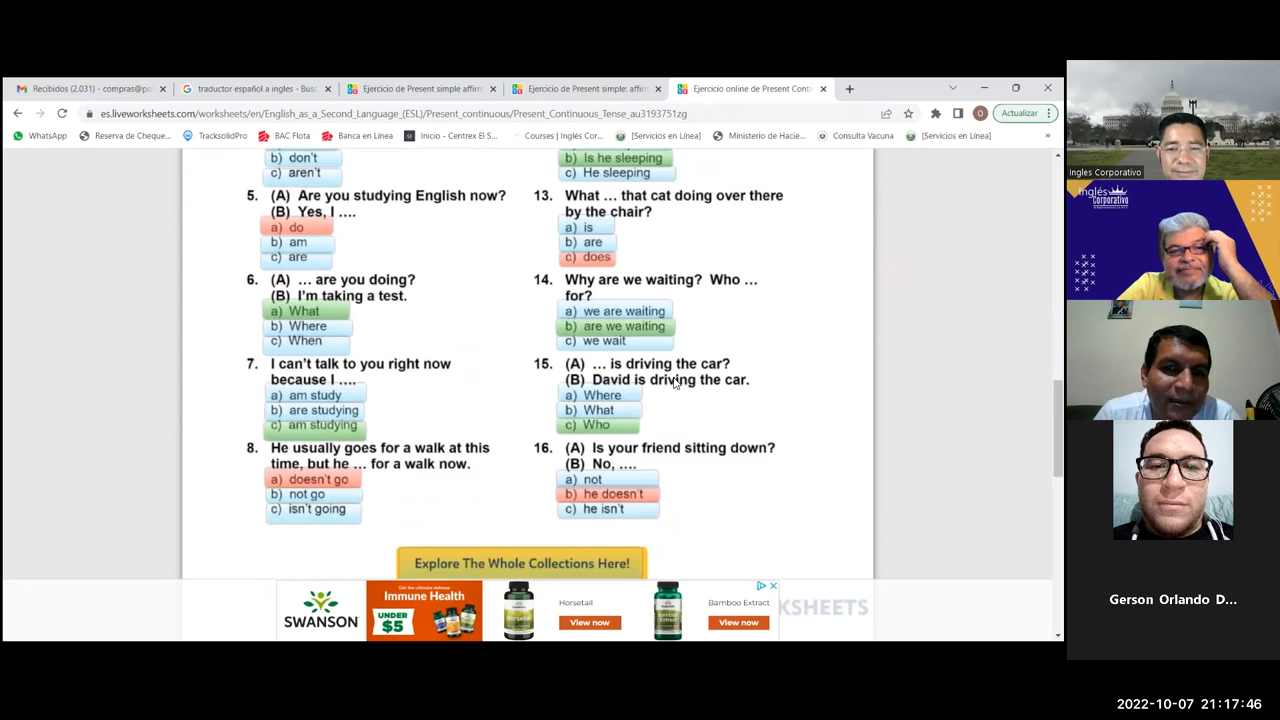 Recibidos (2.031) - compras@po
traductor español a ingles - Busc
Ejercicio de Present simple affirm
Ejercicio de Present simple: affirm
Ejercicio online de Present Conti
es.liveworksheets.com/worksheets/en/English_as_a_Second_Language_(ESL)/Present_continuous/Present_Continuous_Tense_au3193751zg
Actualizar
WhatsApp
Reserva de Cheque...
TracksolidPro
BAC Flota
Banca en Línea
Inicio - Centrex El S...
Courses | Inglés Cor...
[Servicios en Línea]
Ministerio de Hacie...
Consulta Vacuna
[Servicios en Línea]
b) don't
c) aren't
5. (A) Are you studying English now?
(B) Yes, I ....
a) do
b) am
c) are
6. (A) ... are you doing?
(B) I'm taking a test.
a) What
b) Where
c) When
7. I can't talk to you right now
because I ....
a) am study
b) are studying
c) am studying
8. He usually goes for a walk at this
time, but he ... for a walk now.
a) doesn't go
b) not go
c) isn't going
b) Is he sleeping
c) He sleeping
13. What ... that cat doing over there
by the chair?
a) is
b) are
c) does
14. Why are we waiting? Who ...
for?
a) we are waiting
b) are we waiting
c) we wait
15. (A) ... is driving the car?
(B) David is driving the car.
a) Where
b) What
c) Who
16. (A) Is your friend sitting down?
(B) No, ....
a) not
b) he doesn't
c) he isn't
Explore The Whole Collections Here!
SWANSON
Immune Health
UNDER
$5
Horsetail
View now
Bamboo Extract
View now
KSHEETS
Ingles Corporativo
Inglés
Corporativo
Gerson Orlando D...
2022-10-07 21:17:46